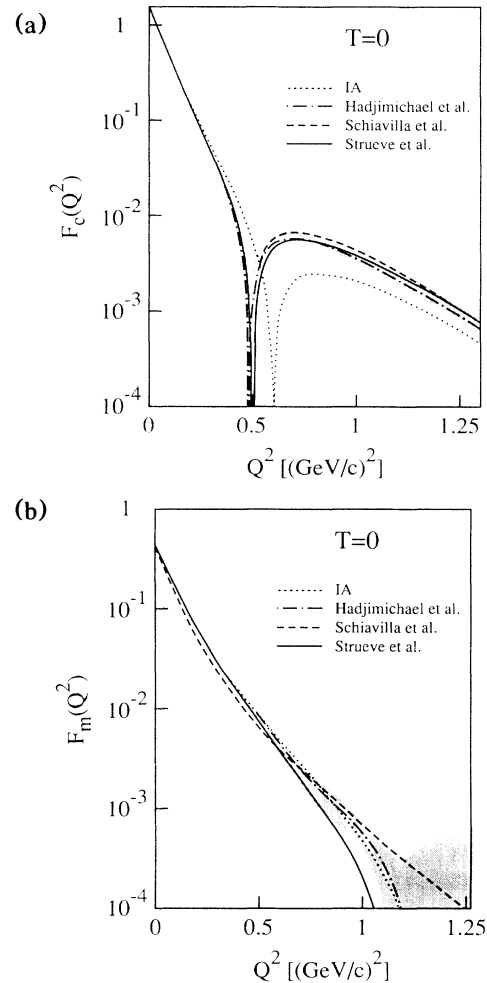 (a)
T=0
IA
Hadjimichael et al.
Schiavilla et al.
Strueve et al.
1
10^-1
10^-2
10^-3
10^-4
F_c(Q^2)
0 0.5 1 1.25
Q^2 [(GeV/c)^2]
(b)
T=0
IA
Hadjimichael et al.
Schiavilla et al.
Strueve et al.
1
10^-1
10^-2
10^-3
10^-4
F_m(Q^2)
0 0.5 1 1.25
Q^2 [(GeV/c)^2]